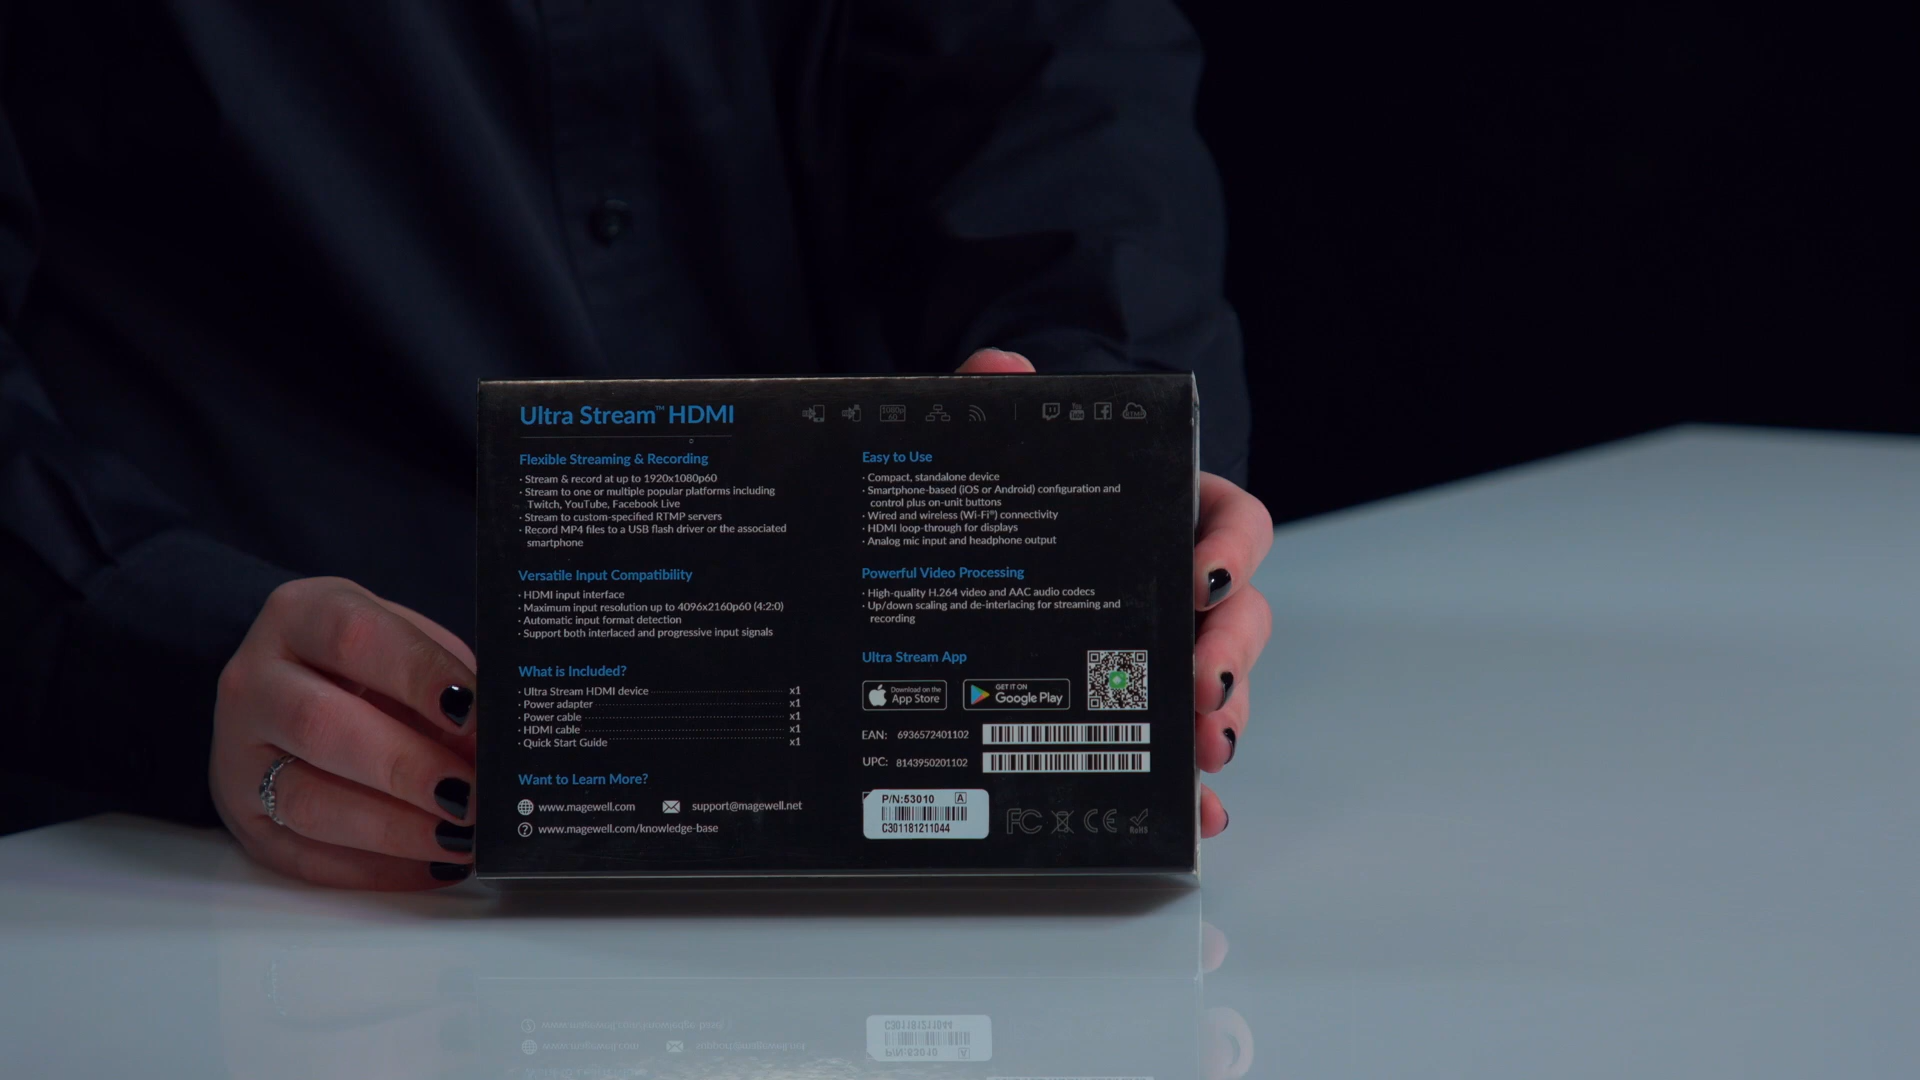 Ultra Stream™ HDMI
1080p
60
You
Tube
RTMP
Flexible Streaming & Recording
· Stream & record at up to 1920x1080p60
· Stream to one or multiple popular platforms including
Twitch, YouTube, Facebook Live
· Stream to custom-specified RTMP servers
· Record MP4 files to a USB flash driver or the associated
smartphone
Versatile Input Compatibility
· HDMI input interface
· Maximum input resolution up to 4096x2160p60 (4:2:0)
· Automatic input format detection
· Support both interlaced and progressive input signals
What is Included?
· Ultra Stream HDMI device x1
· Power adapter x1
· Power cable x1
· HDMI cable x1
· Quick Start Guide x1
Want to Learn More?
www.magewell.com support@magewell.net
www.magewell.com/knowledge-base
Easy to Use
· Compact, standalone device
· Smartphone-based (iOS or Android) configuration and
control plus on-unit buttons
· Wired and wireless (Wi-Fi®) connectivity
· HDMI loop-through for displays
· Analog mic input and headphone output
Powerful Video Processing
· High-quality H.264 video and AAC audio codecs
· Up/down scaling and de-interlacing for streaming and
recording
Ultra Stream App
Download on the
App Store
GET IT ON
Google Play
EAN: 6936572401102
UPC: 8143950201102
P/N:53010 A
C301181211044
FC CE RoHS